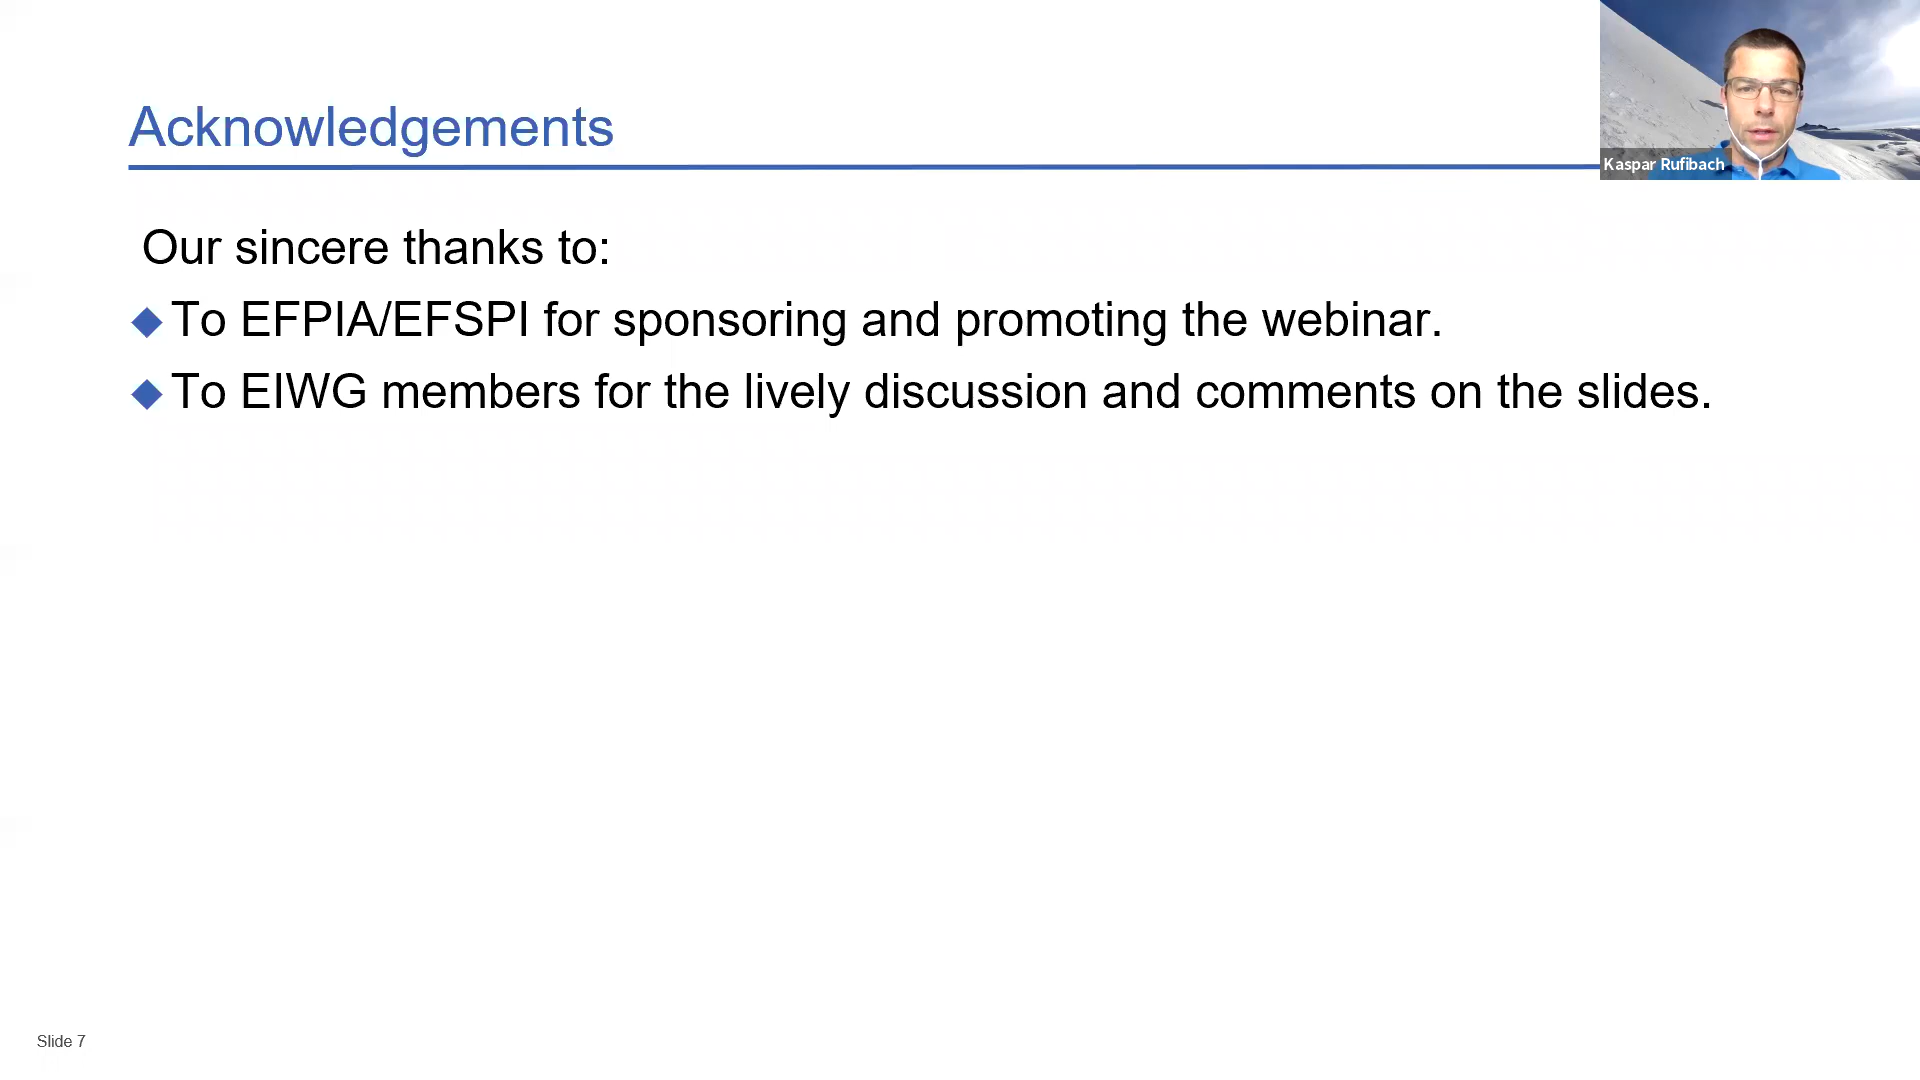 Acknowledgements
Kaspar Rufibach
Our sincere thanks to:
To EFPIA/EFSPI for sponsoring and promoting the webinar.
To EIWG members for the lively discussion and comments on the slides.
Slide 7